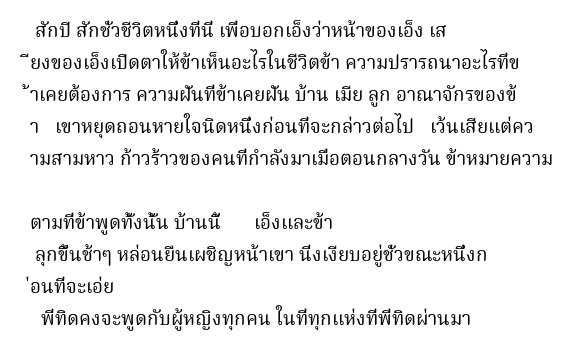 สักปี สักชั่วชีวิตหนึ่งที่นี่ เพื่อบอกเอ็งว่าหน้าของเอ็ง เส
ียงของเอ็งเปิดตาให้ข้าเห็นอะไรในชีวิตข้า ความปรารถนาอะไรที่ข
้าเคยต้องการ ความฝันที่ข้าเคยฝัน บ้าน เมีย ลูก อาณาจักรของข้
า   เขาหยุดถอนหายใจนิดหนึ่งก่อนที่จะกล่าวต่อไป   เว้นเสียแต่คว
ามสามหาว ก้าวร้าวของคนที่กำลังมาเมื่อตอนกลางวัน ข้าหมายความ
ตามที่ข้าพูดทั้งนั้น บ้านนี้      เอ็งและข้า
ลุกขึ้นช้าๆ หล่อนยืนเผชิญหน้าเขา นิ่งเงียบอยู่ชั่วขณะหนึ่งก
่อนที่จะเอ่ย
พี่ทิดคงจะพูดกับผู้หญิงทุกคน ในที่ทุกแห่งที่พี่ทิดผ่านมา